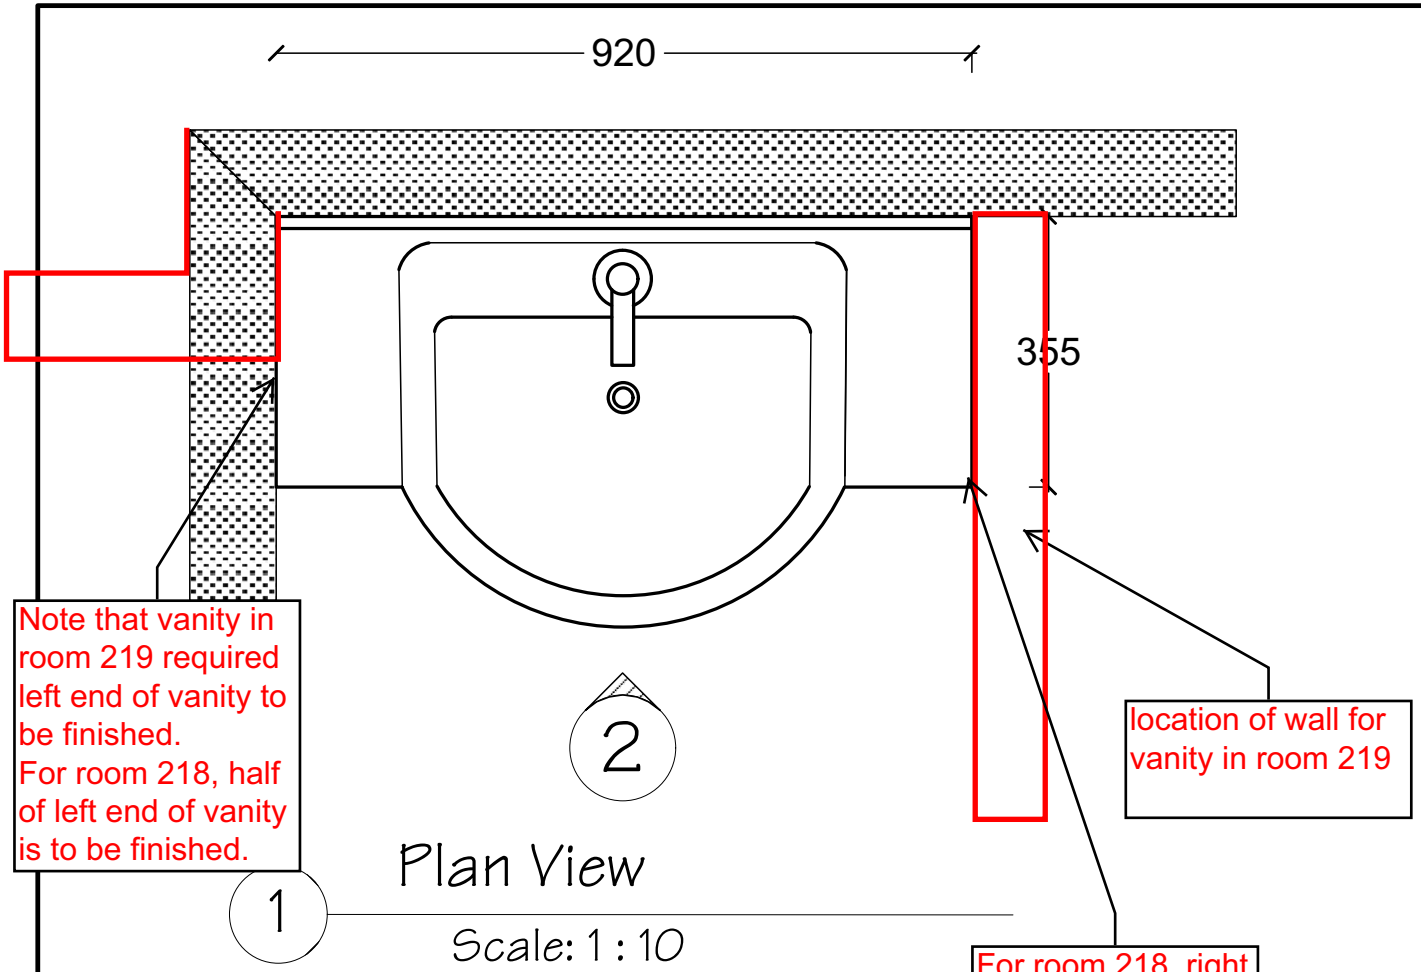 920
355
Note that vanity in
room 219 required
left end of vanity to
be finished.
For room 218, half
of left end of vanity
is to be finished.
2
location of wall for
vanity in room 219
Plan View
1
Scale: 1 : 10
For room 218, right